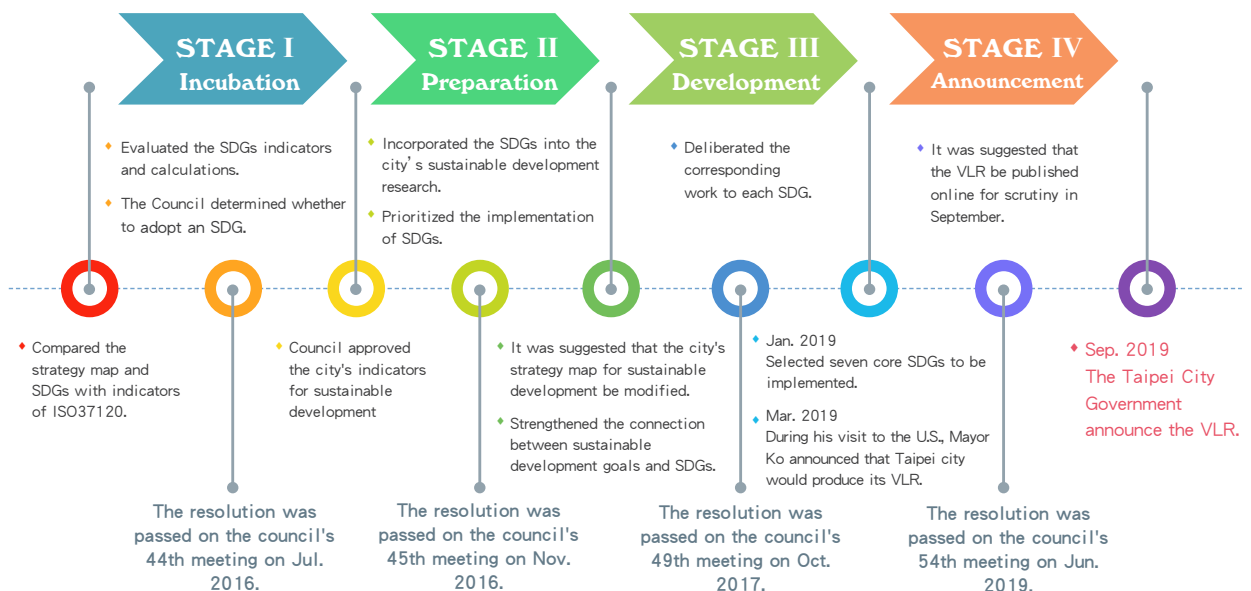 STAGE I
Incubation
STAGE II
Preparation
STAGE III
Development
STAGE IV
Announcement
Evaluated the SDGs indicators
and calculations.
The Council determined whether
to adopt an SDG.
Incorporated the SDGs into the
city's sustainable development
research.
Prioritized the implementation
of SDGs.
Deliberated the
corresponding
work to each SDG.
It was suggested that
the VLR be published
online for scrutiny in
September.
Compared the
strategy map and
SDGs with indicators
of ISO37120.
Council approved
the city's indicators
for sustainable
development
It was suggested that the city's
strategy map for sustainable
development be modified.
Strengthened the connection
between sustainable
development goals and SDGs.
Jan. 2019
Selected seven core SDGs to be
implemented.
Mar. 2019
During his visit to the U.S., Mayor
Ko announced that Taipei city
would produce its VLR.
Sep. 2019
The Taipei City
Government
announce the VLR.
The resolution was
passed on the council's
44th meeting on Jul.
2016.
The resolution was
passed on the council's
45th meeting on Nov.
2016.
The resolution was
passed on the council's
49th meeting on Oct.
2017.
The resolution was
passed on the council's
54th meeting on Jun.
2019.